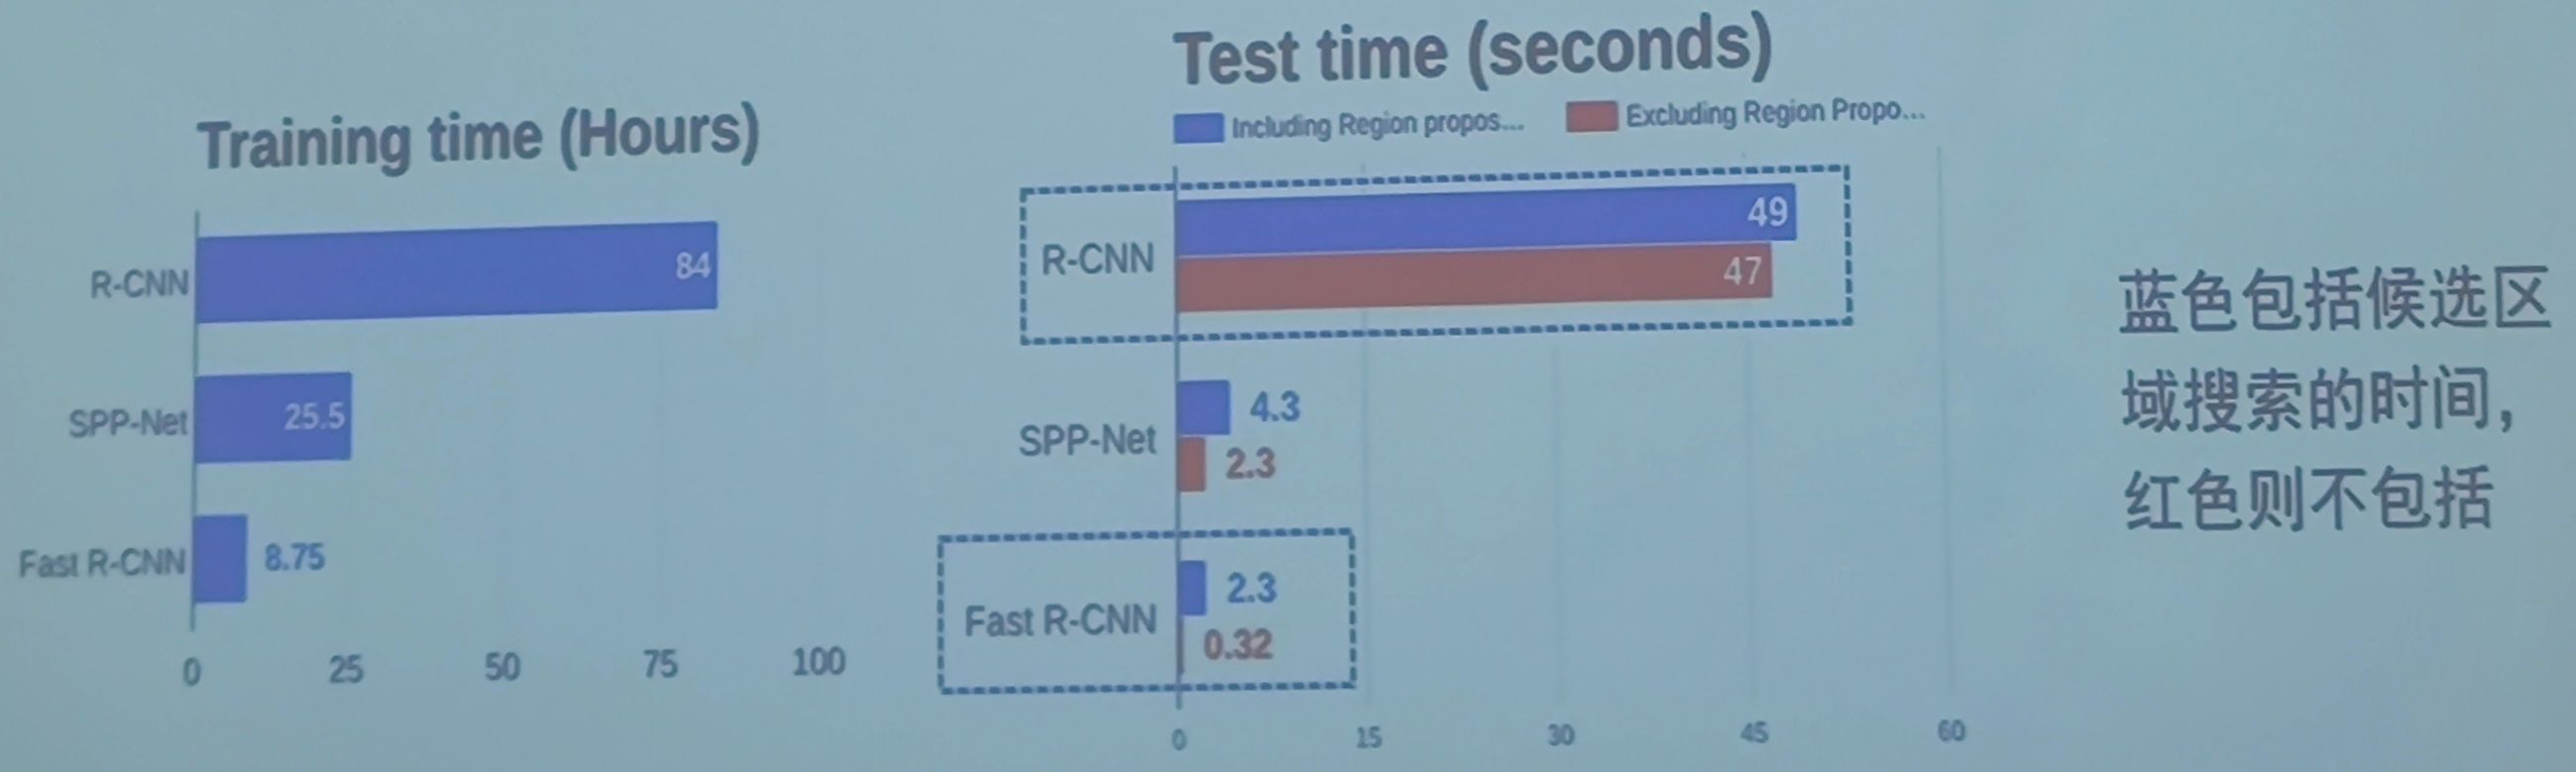 Training time (Hours)
R-CNN
84
SPP-Net
25.5
Fast R-CNN
8.75
0 25 50 75 100
Test time (seconds)
Including Region propos... Excluding Region Propo...
R-CNN
49
47
SPP-Net
4.3
2.3
Fast R-CNN
2.3
0.32
0 15 30 45 60
蓝色包括候选区
域搜索的时间,
红色则不包括